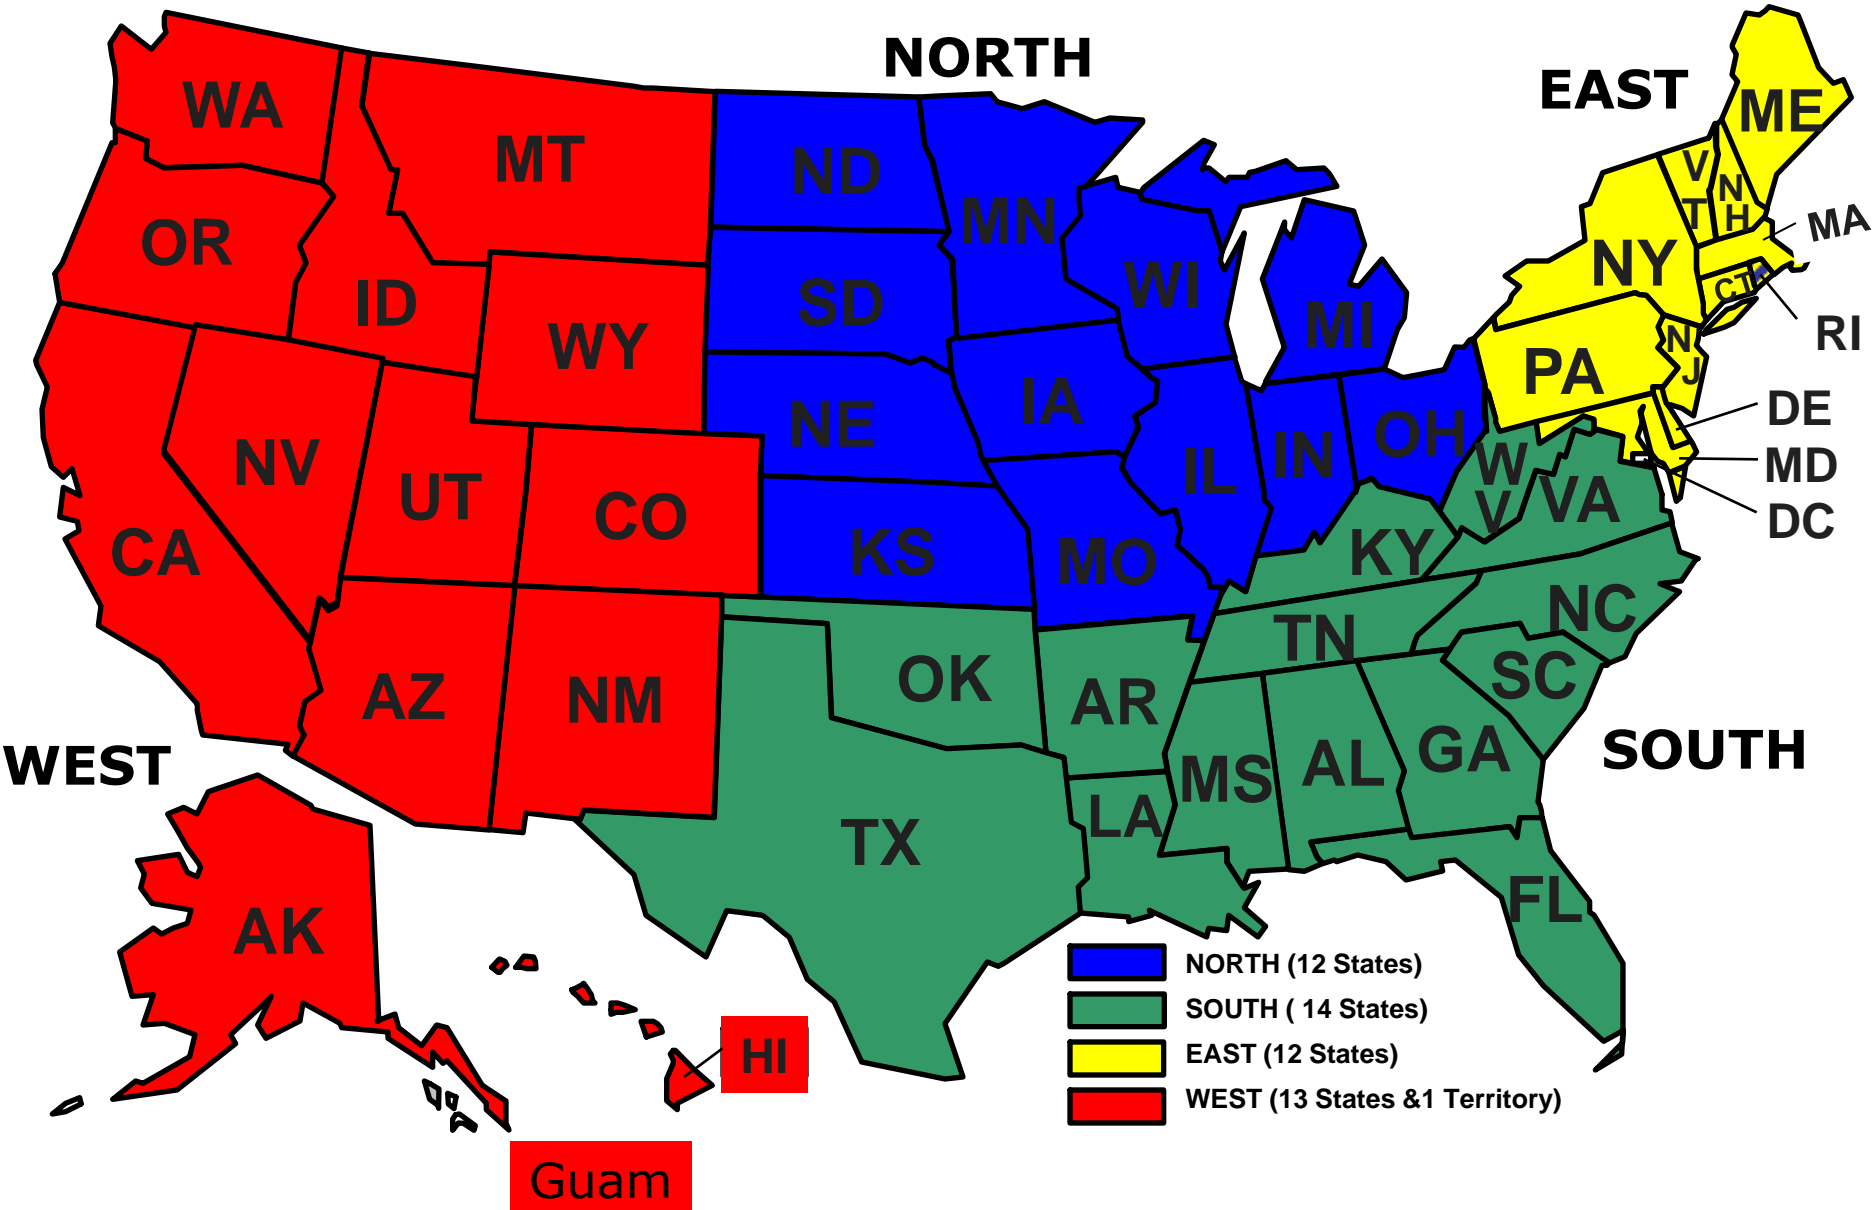 NORTH
EAST
WEST
SOUTH
WA
OR
CA
NV
ID
MT
WY
UT
CO
AZ
NM
AK
HI
Guam
ND
SD
NE
KS
MN
IA
MO
WI
IL
IN
MI
OH
OK
TX
AR
LA
MS
AL
GA
FL
TN
KY
W
V
VA
NC
SC
ME
V
T
N
H
MA
NY
CT
RI
PA
N
J
DE
MD
DC
NORTH (12 States)
SOUTH ( 14 States)
EAST (12 States)
WEST (13 States &1 Territory)